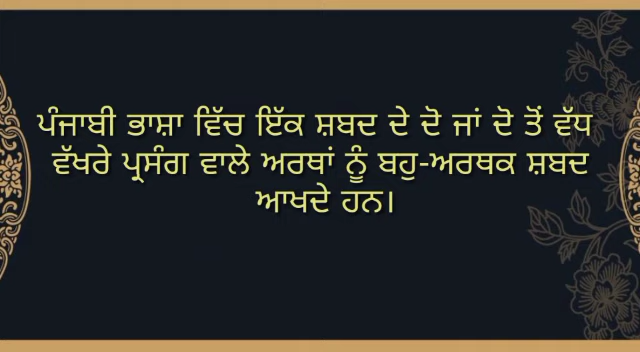 ਪੰਜਾਬੀ ਭਾਸ਼ਾ ਵਿੱਚ ਇੱਕ ਸ਼ਬਦ ਦੇ ਦੋ ਜਾਂ ਦੋ ਤੋਂ ਵੱਧ
ਵੱਖਰੇ ਪ੍ਰਸੰਗ ਵਾਲੇ ਅਰਥਾਂ ਨੂੰ ਬਹੁ-ਅਰਥਕ ਸ਼ਬਦ
ਆਖਦੇ ਹਨ।